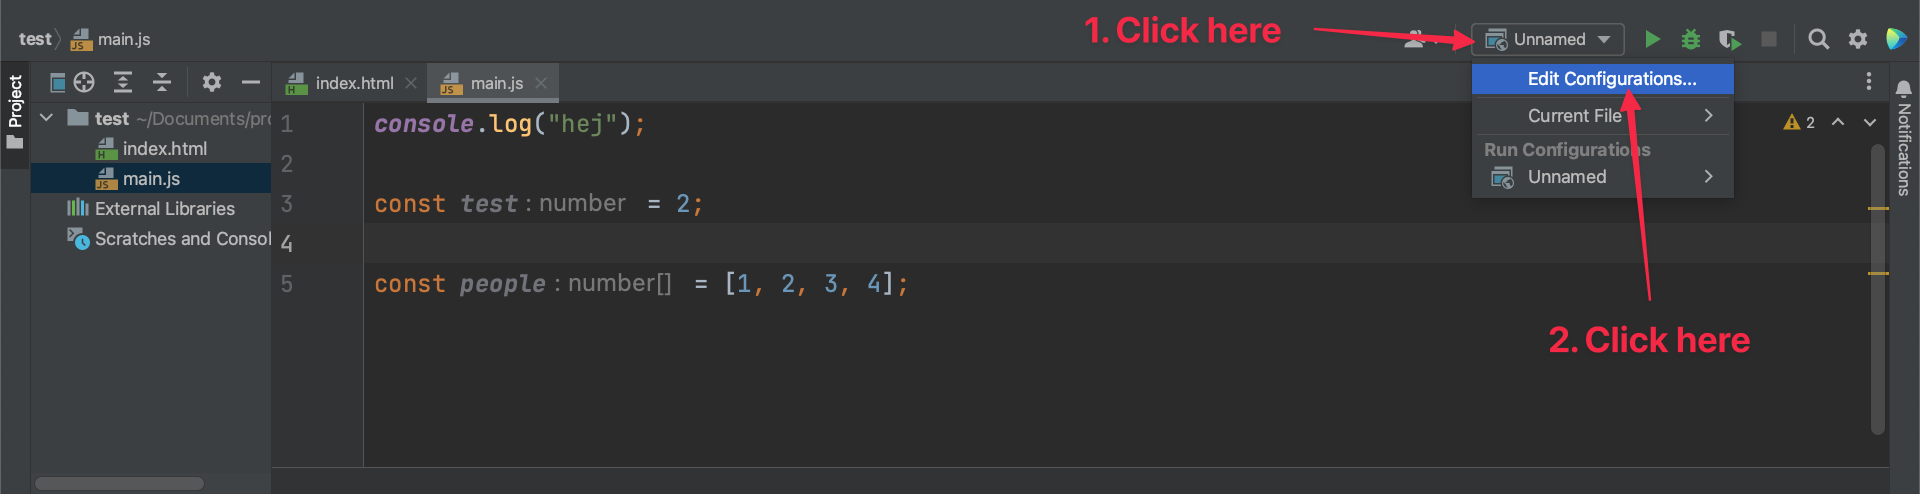 1. Click here
test
main.js
Unnamed
Edit Configurations...
Current File
Run Configurations
Unnamed
2. Click here
Project
test ~/Documents/pro
index.html
main.js
External Libraries
Scratches and Consol
index.html
main.js
1 console.log("hej");
2
3 const test : number = 2;
4
5 const people : number[] = [1, 2, 3, 4];
2
Notifications